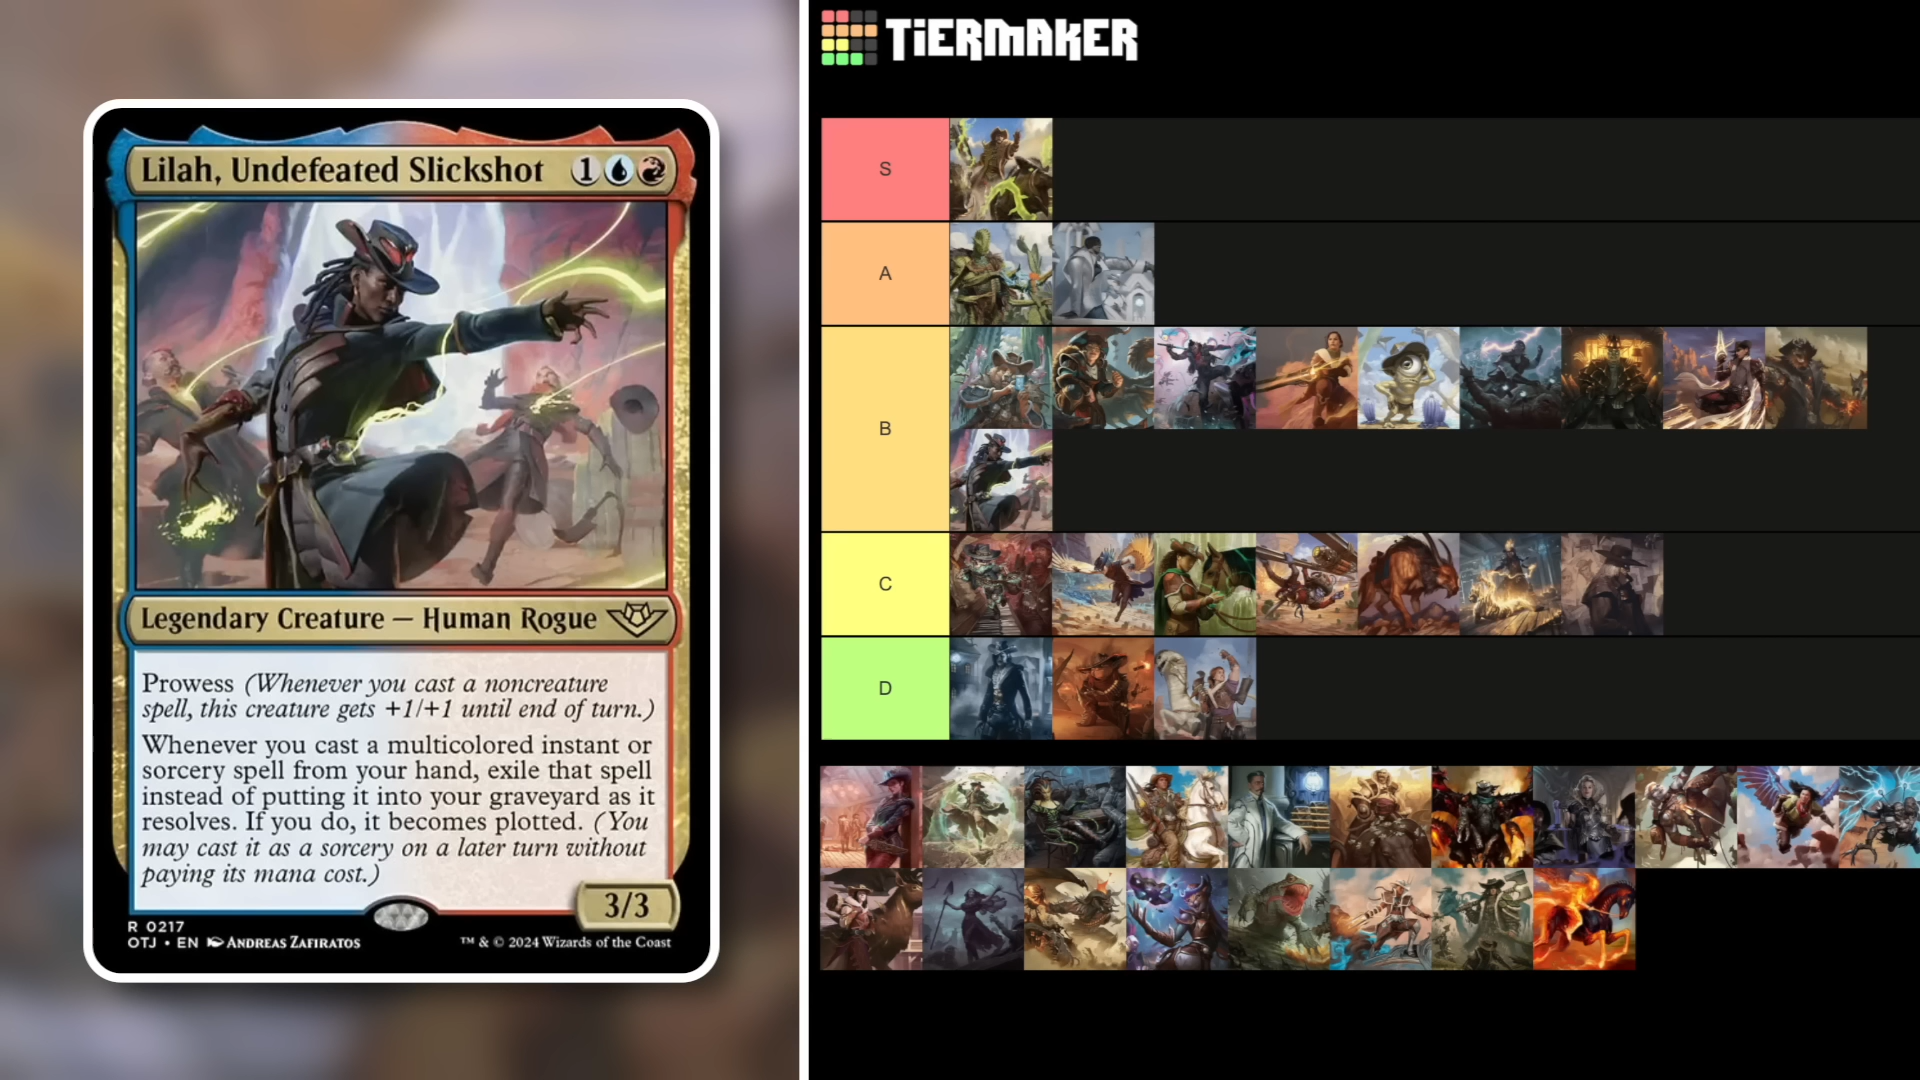 Lilah, Undefeated Slickshot 1
Legendary Creature — Human Rogue
Prowess (Whenever you cast a noncreature
spell, this creature gets +1/+1 until end of turn.)
Whenever you cast a multicolored instant or
sorcery spell from your hand, exile that spell
instead of putting it into your graveyard as it
resolves. If you do, it becomes plotted. (You
may cast it as a sorcery on a later turn without
paying its mana cost.)
3/3
R 0217
OTJ • EN ANDREAS ZAFIRATOS
™ & © 2024 Wizards of the Coast
TiERMAKER
S
A
B
C
D